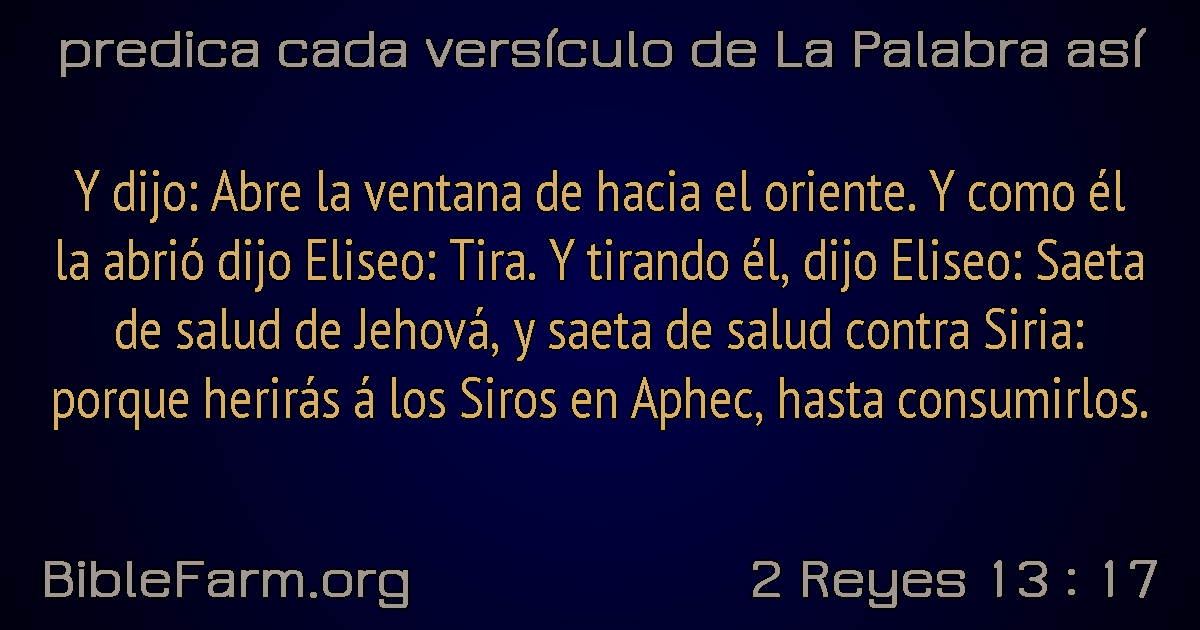 predica cada versículo de La Palabra así
Y dijo: Abre la ventana de hacia el oriente. Y como él
la abrió dijo Eliseo: Tira. Y tirando él, dijo Eliseo: Saeta
de salud de Jehová, y saeta de salud contra Siria:
porque herirás á los Siros en Aphec, hasta consumirlos.
BibleFarm.org
2 Reyes 13 : 17